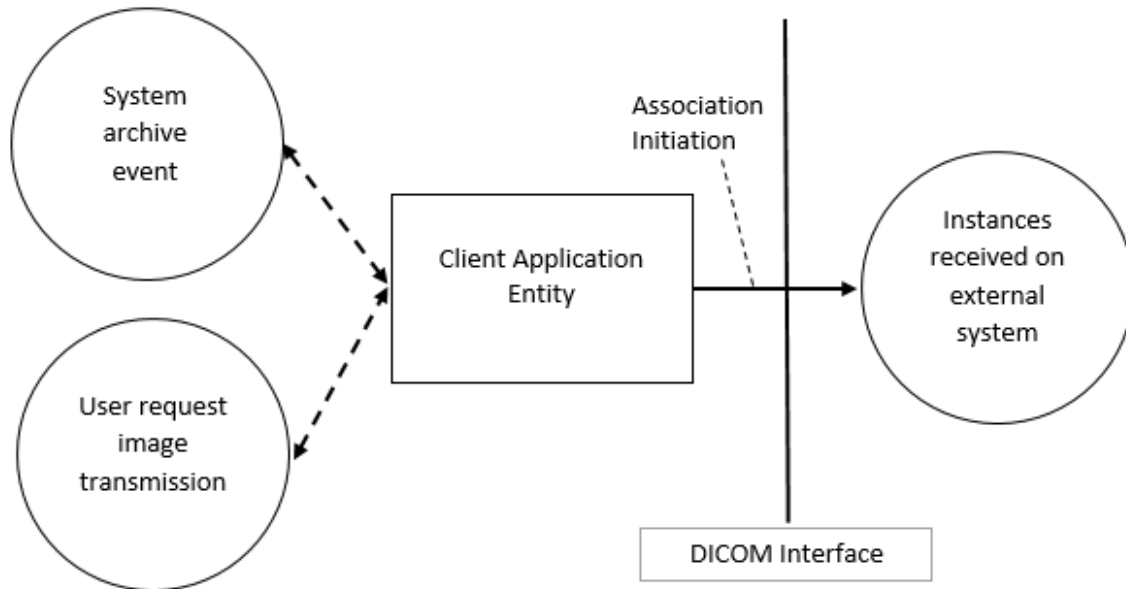 System
archive
event
User request
image
transmission
Client Application
Entity
Association
Initiation
Instances
received on
external
system
DICOM Interface